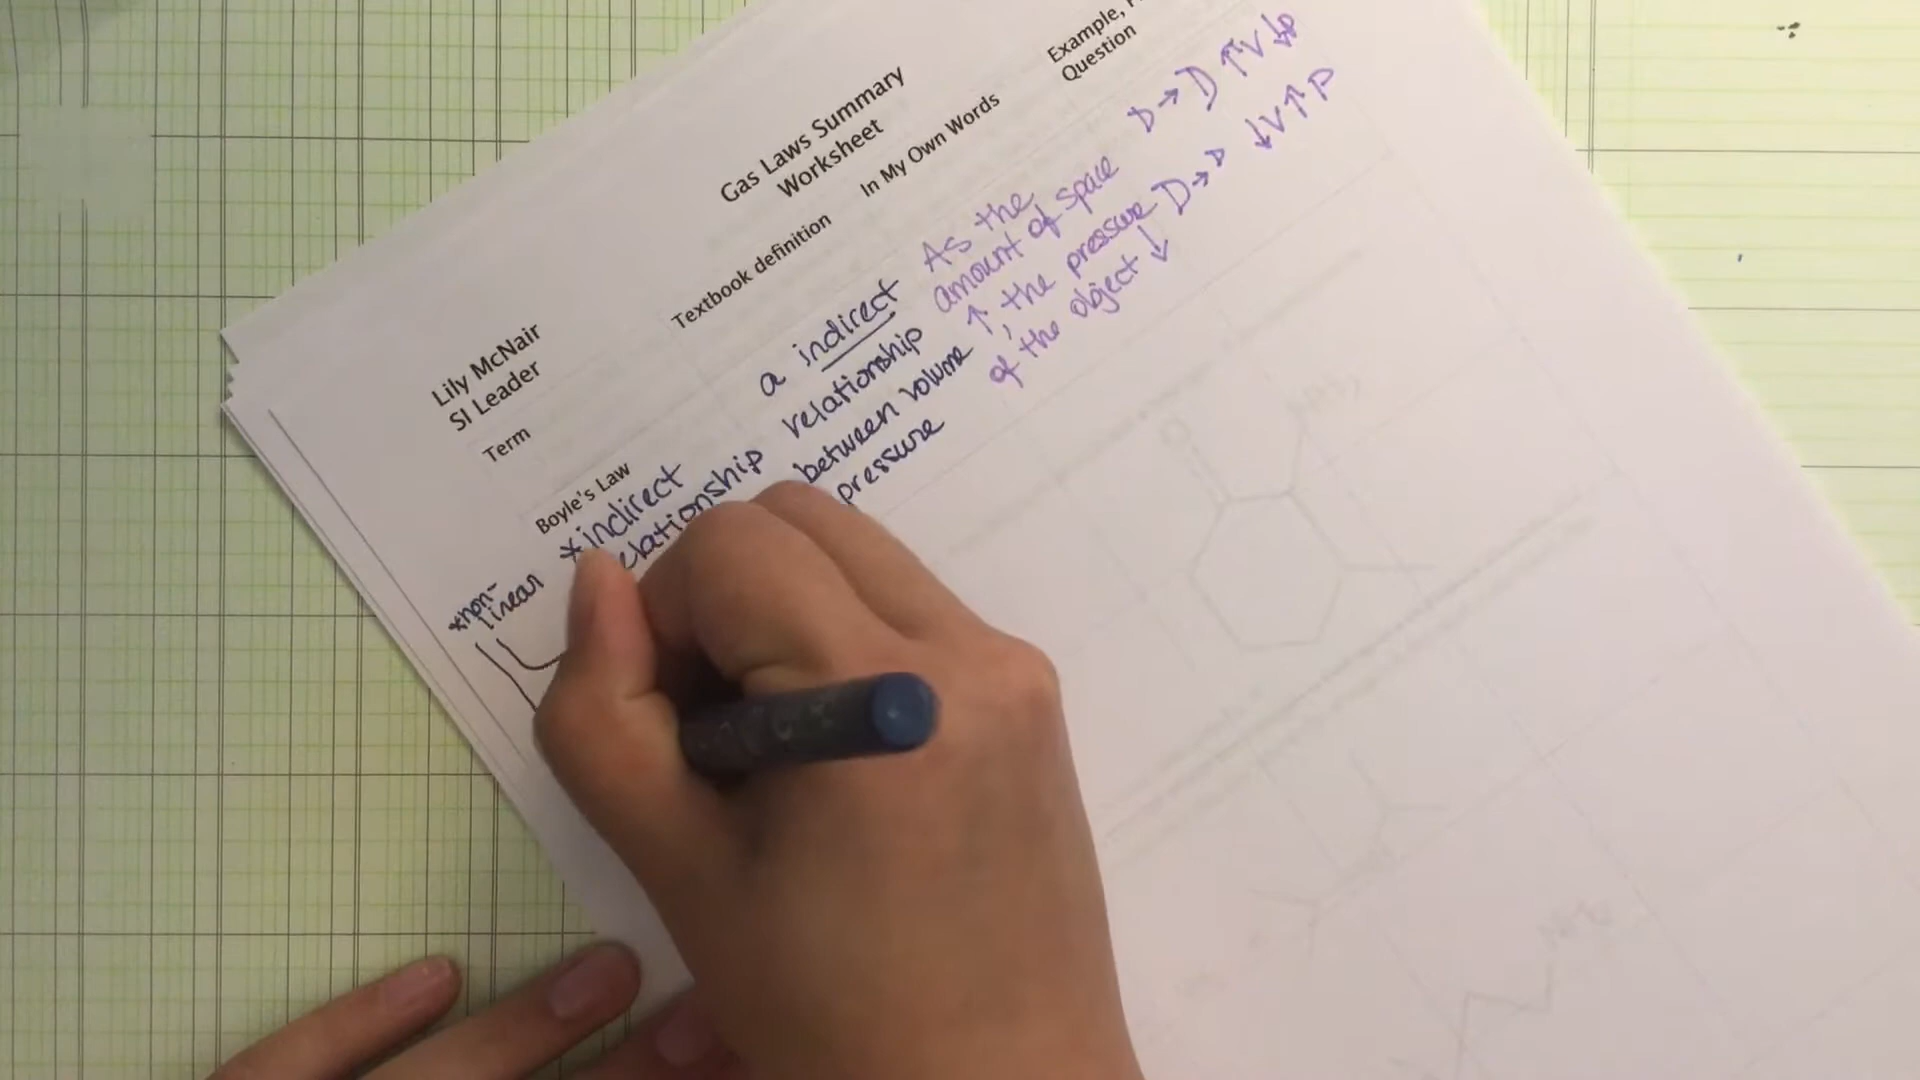 Lily McNair
SI Leader
Gas Laws Summary
Worksheet
Term
Textbook definition
In My Own Words
Example,
Question
Boyle's Law
*indirect
relationship
*non-
linear
a indirect
relationship
between volume
pressure
As the
amount of space
↑, the pressure
of the object ↓
D → D ↑V ↓P
D → D ↓V ↑P